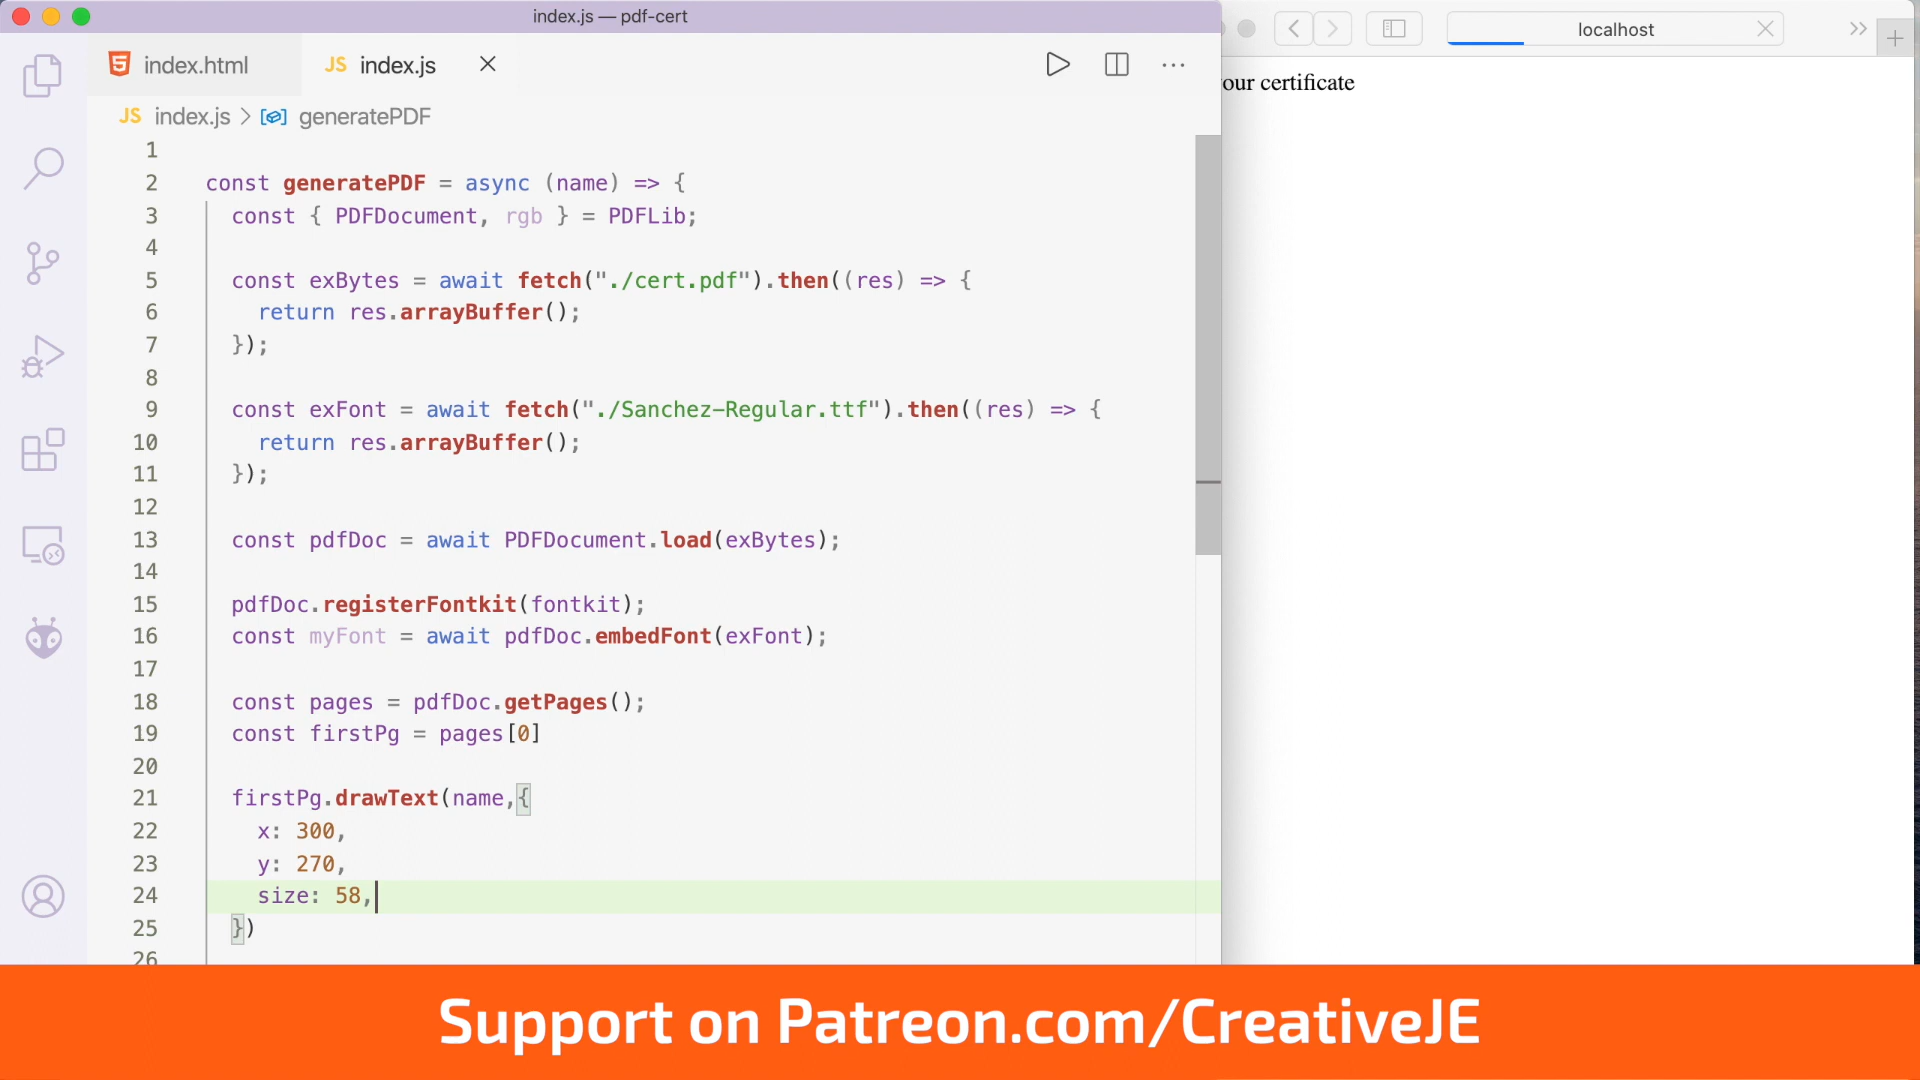 index.js — pdf-cert
localhost
index.html
JS index.js
our certificate
JS index.js > generatePDF
1
2 const generatePDF = async (name) => {
3 const { PDFDocument, rgb } = PDFLib;
4
5 const exBytes = await fetch("./cert.pdf").then((res) => {
6 return res.arrayBuffer();
7 });
8
9 const exFont = await fetch("./Sanchez-Regular.ttf").then((res) => {
10 return res.arrayBuffer();
11 });
12
13 const pdfDoc = await PDFDocument.load(exBytes);
14
15 pdfDoc.registerFontkit(fontkit);
16 const myFont = await pdfDoc.embedFont(exFont);
17
18 const pages = pdfDoc.getPages();
19 const firstPg = pages[0]
20
21 firstPg.drawText(name,{
22 x: 300,
23 y: 270,
24 size: 58,
25 })
26
Support on Patreon.com/CreativeJE